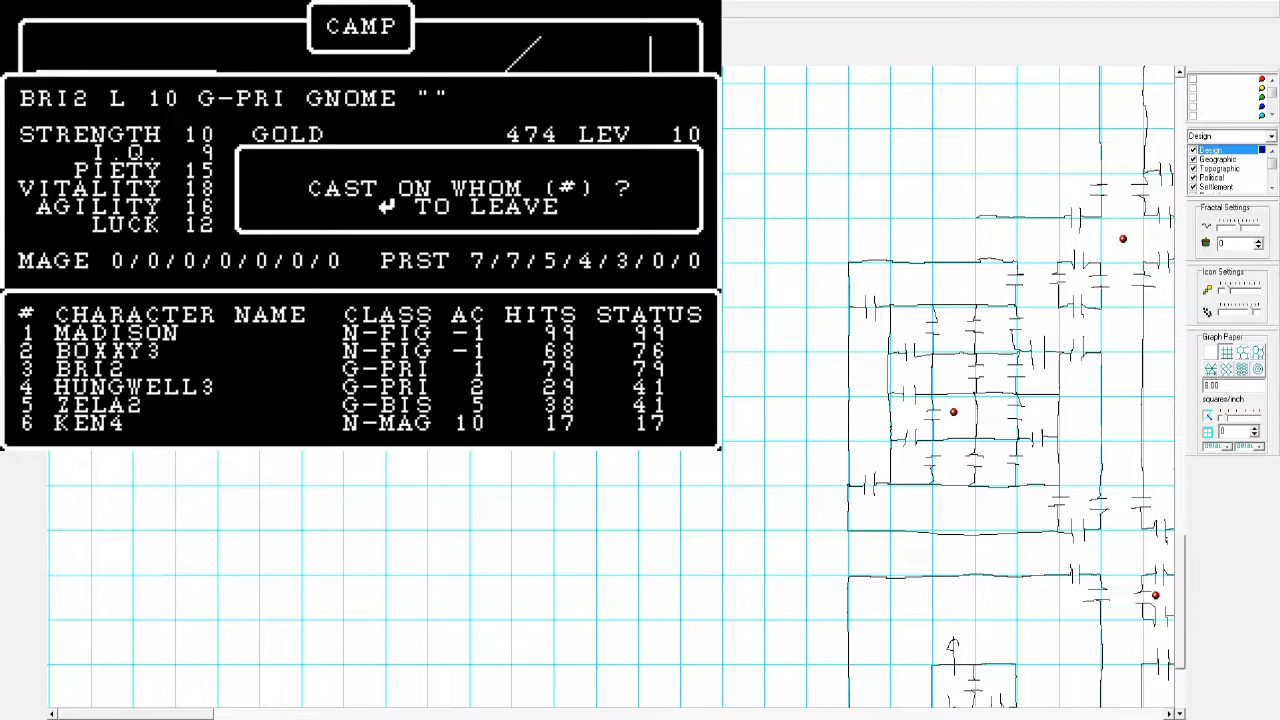 CAMP
BRI2 L 10 G-PRI GNOME ""
STRENGTH 10 GOLD 474 LEV 10
I.Q. 9
PIETY 15
VITALITY 18
AGILITY 16
LUCK 12
CAST ON WHOM (#) ?
↵ TO LEAVE
MAGE 0/0/0/0/0/0/0 PRST 7/7/5/4/3/0/0
# CHARACTER NAME CLASS AC HITS STATUS
1 MADISON N-FIG -1 99 99
2 BOXXY3 N-FIG -1 68 76
3 BRI2 G-PRI 1 79 79
4 HUNGWELL3 G-PRI 2 29 41
5 ZELA2 G-BIS 5 38 41
6 KEN4 N-MAG 10 17 17
Design
Design
Geographic
Topographic
Political
Settlement
Fractal Settings
0
Icon Settings
Graph Paper
8.00
squares/inch
0